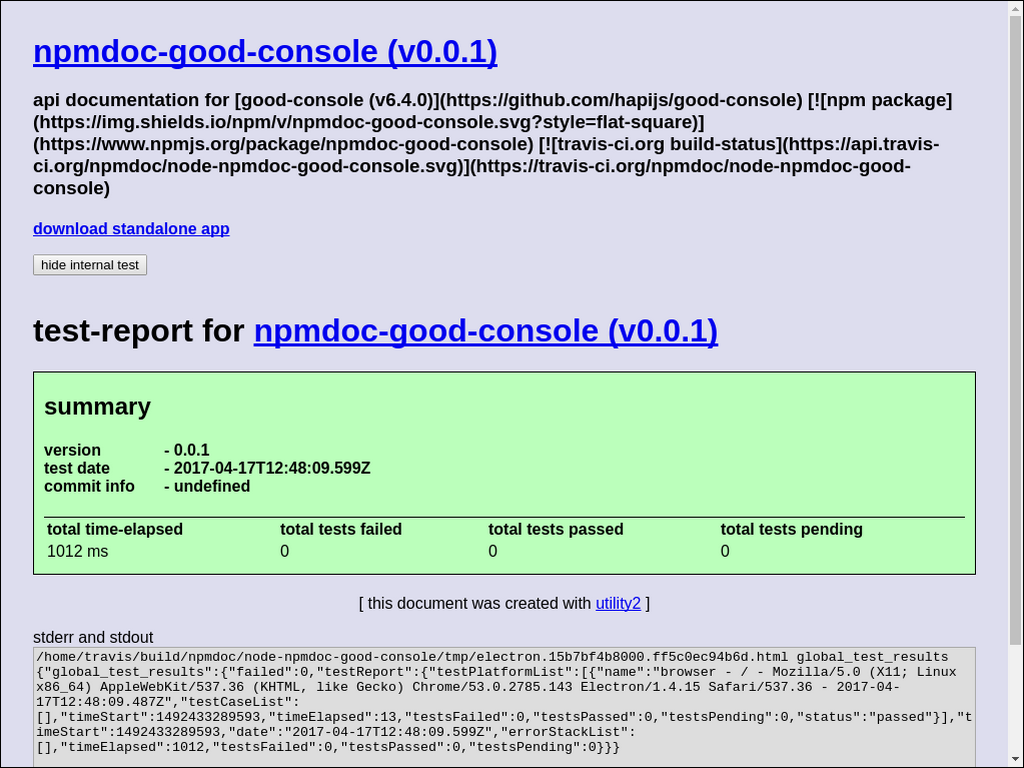 npmdoc-good-console (v0.0.1)
api documentation for [good-console (v6.4.0)](https://github.com/hapijs/good-console) [![npm package]
(https://img.shields.io/npm/v/npmdoc-good-console.svg?style=flat-square)]
(https://www.npmjs.org/package/npmdoc-good-console) [![travis-ci.org build-status](https://api.travis-
ci.org/npmdoc/node-npmdoc-good-console.svg)](https://travis-ci.org/npmdoc/node-npmdoc-good-
console)
download standalone app
hide internal test
test-report for npmdoc-good-console (v0.0.1)
summary
version - 0.0.1
test date - 2017-04-17T12:48:09.599Z
commit info - undefined
total time-elapsed total tests failed total tests passed total tests pending
1012 ms 0 0 0
[ this document was created with utility2 ]
stderr and stdout
/home/travis/build/npmdoc/node-npmdoc-good-console/tmp/electron.15b7bf4b8000.ff5c0ec94b6d.html global_test_results
{"global_test_results":{"failed":0,"testReport":{"testPlatformList":[{"name":"browser - / - Mozilla/5.0 (X11; Linux
x86_64) AppleWebKit/537.36 (KHTML, like Gecko) Chrome/53.0.2785.143 Electron/1.4.15 Safari/537.36 - 2017-04-
17T12:48:09.487Z","testCaseList":
[],"timeStart":1492433289593,"timeElapsed":13,"testsFailed":0,"testsPassed":0,"testsPending":0,"status":"passed"}],"t
imeStart":1492433289593,"date":"2017-04-17T12:48:09.599Z","errorStackList":
[],"timeElapsed":1012,"testsFailed":0,"testsPassed":0,"testsPending":0}}}